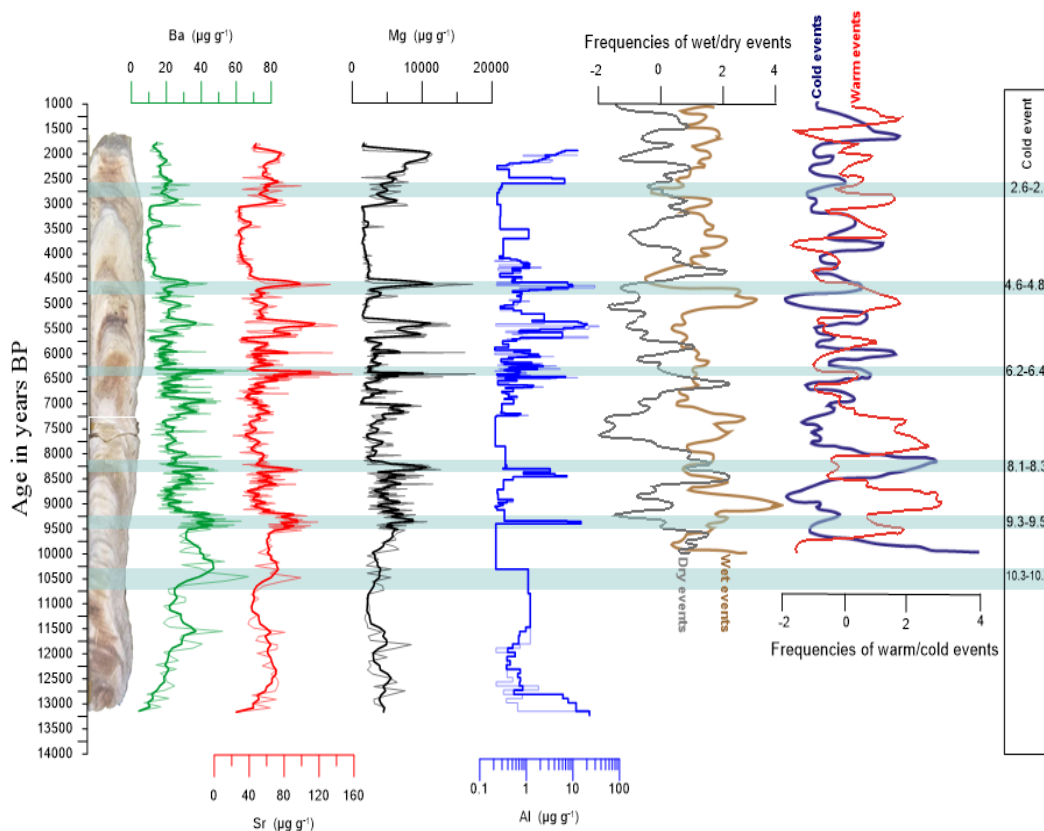 Ba (µg g⁻¹)
Mg (µg g⁻¹)
0 20 40 60 80
0 10000 20000
Frequencies of wet/dry events
-2 0 2 4
Cold events
Warm events
Cold event
Age in years BP
1000
1500
2000
2500
3000
3500
4000
4500
5000
5500
6000
6500
7000
7500
8000
8500
9000
9500
10000
10500
11000
11500
12000
12500
13000
13500
14000
2.6-2.
4.6-4.8
6.2-6.4
8.1-8.3
9.3-9.5
10.3-10.
Dry events
Wet events
-2 0 2 4
Frequencies of warm/cold events
0 40 80 120 160
Sr (µg g⁻¹)
0.1 1 10 100
Al (µg g⁻¹)